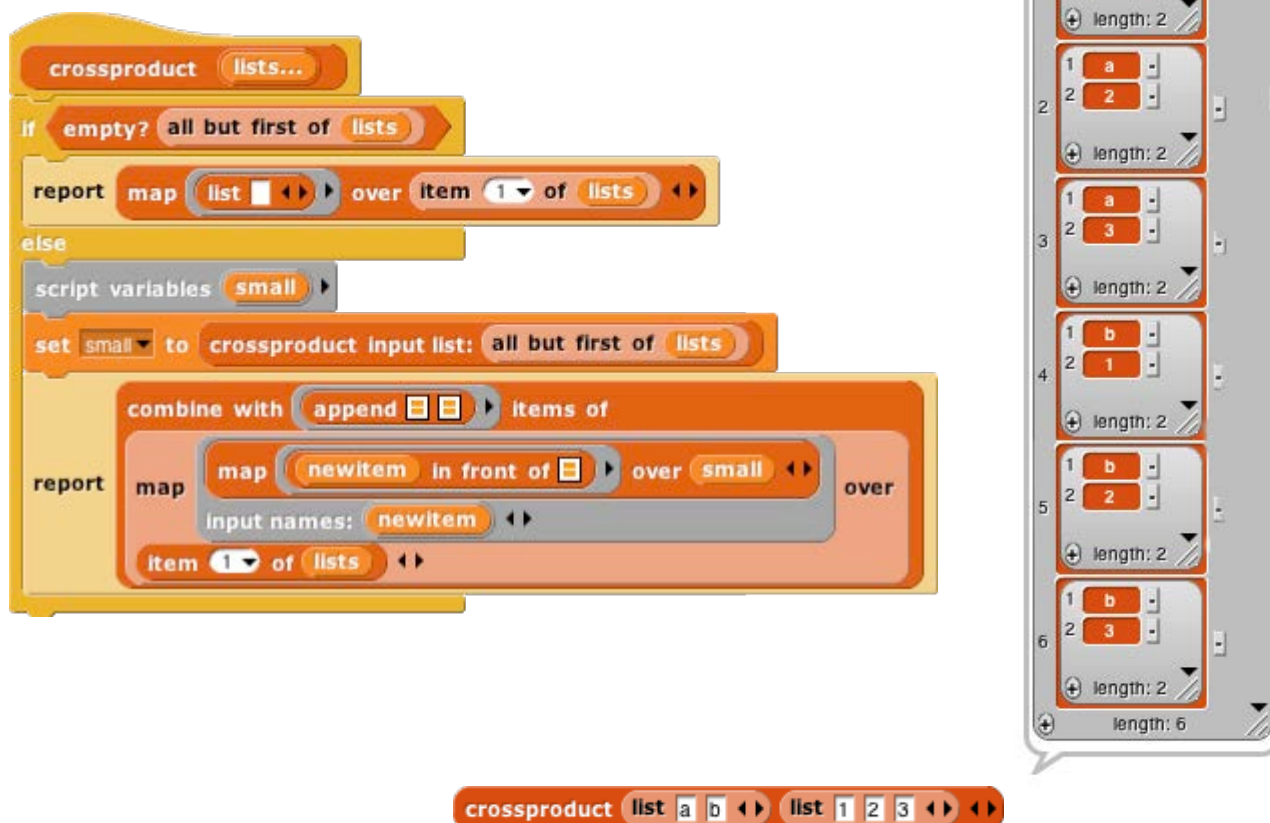 crossproduct lists...
if empty? all but first of lists
report map list over item 1 of lists
else
script variables small
set small to crossproduct input list: all but first of lists
report
combine with append items of
map
map newitem in front of over small
input names: newitem
over
item 1 of lists
length: 2
2
1 a -
2 2 -
length: 2
-
3
1 a -
2 3 -
length: 2
-
4
1 b -
2 1 -
length: 2
-
5
1 b -
2 2 -
length: 2
-
6
1 b -
2 3 -
length: 2
-
length: 6
crossproduct list a b list 1 2 3